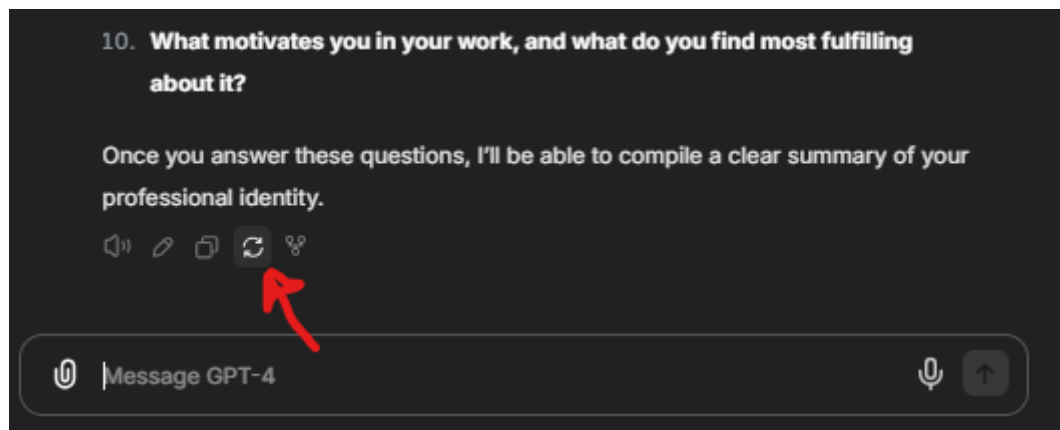 10. What motivates you in your work, and what do you find most fulfilling
about it?
Once you answer these questions, I'll be able to compile a clear summary of your
professional identity.
Message GPT-4